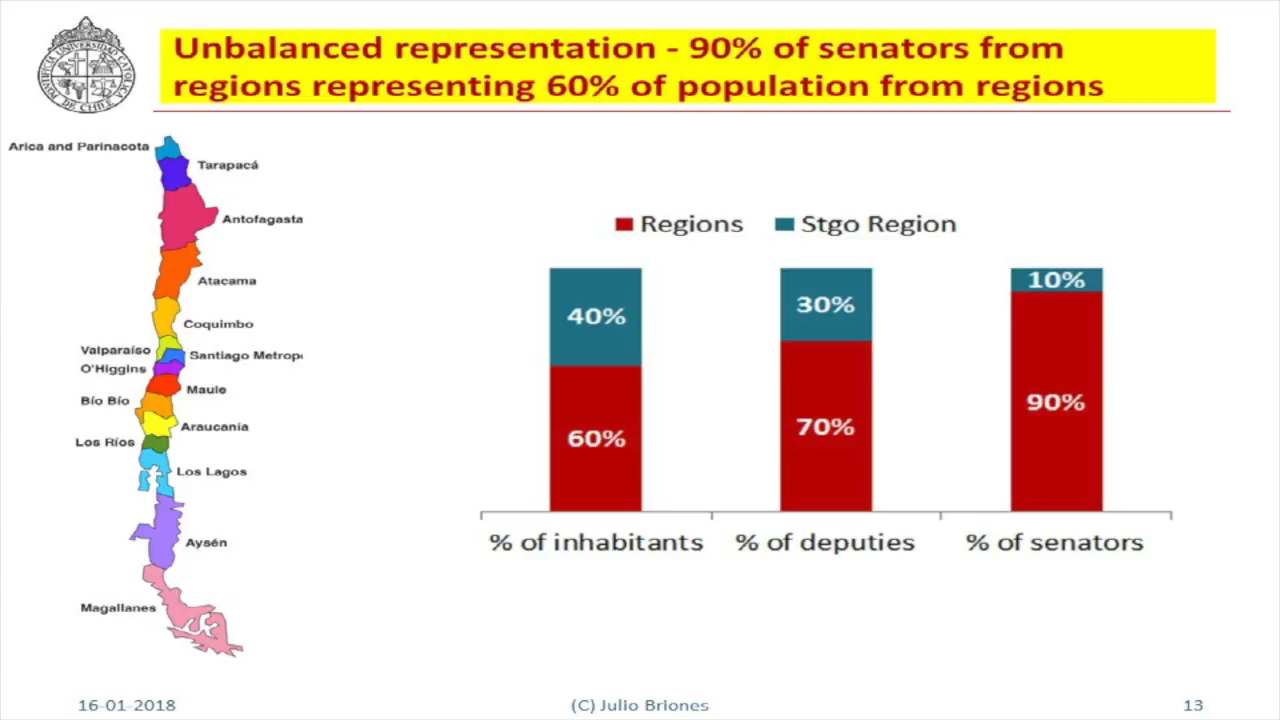 Unbalanced representation - 90% of senators from
regions representing 60% of population from regions
Arica and Parinacota
Tarapacá
Antofagasta
Atacama
Coquimbo
Valparaíso
Santiago Metrop
O'Higgins
Maule
Bío Bío
Araucanía
Los Ríos
Los Lagos
Aysén
Magallanes
Regions
Stgo Region
40%
30%
10%
60%
70%
90%
% of inhabitants
% of deputies
% of senators
16-01-2018
(C) Julio Briones
13